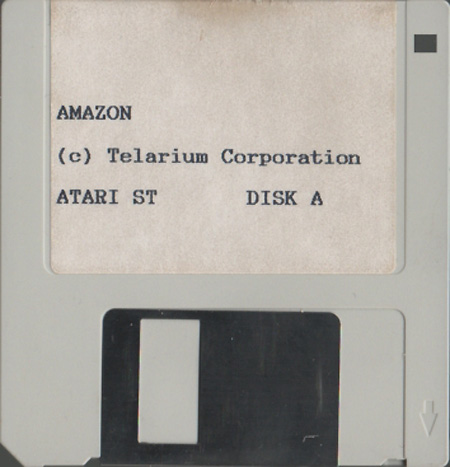 AMAZON
(c) Telarium Corporation
ATARI ST DISK A